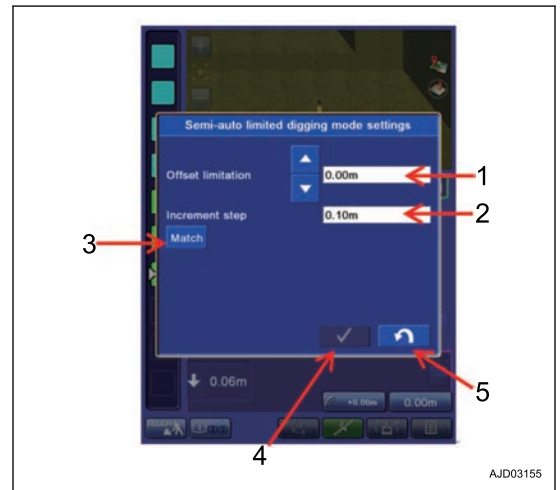 Semi-auto limited digging mode settings
Offset limitation
0.00m
1
Increment step
0.10m
2
3
Match
0.06m
+0.00m
0.00m
5
4
AJD03155